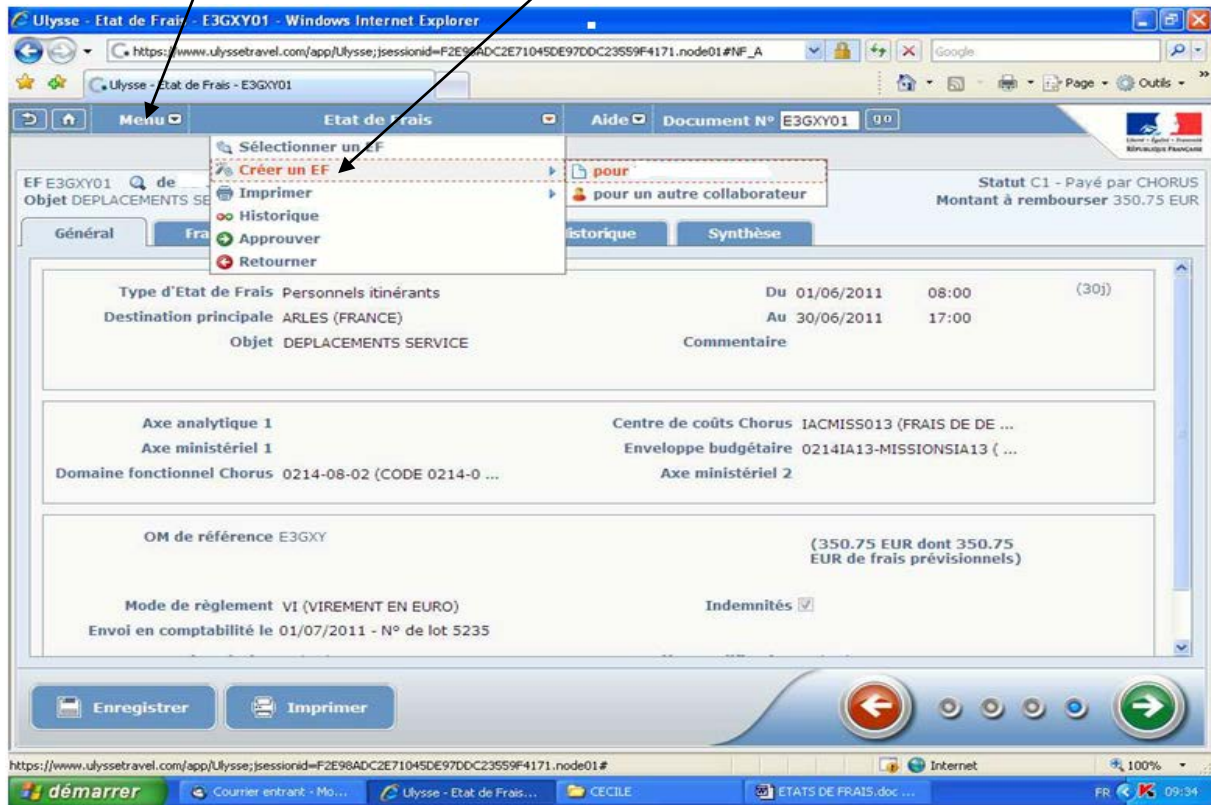 Ulysse - Etat de Frais - E3GXY01 - Windows Internet Explorer
https://www.ulyssetravel.com/app/Ulysse;jsessionid=F2E98ADC2E71045DE97DDC23559F4171.node01#NF_A Google
Ulysse - Etat de Frais - E3GXY01 Page Outils »
Menu Etat de Frais Aide Document N° E3GXY01 go
Liberté • Égalité • Fraternité
RÉPUBLIQUE FRANÇAISE
Sélectionner un EF
Créer un EF pour
Imprimer pour un autre collaborateur
Historique
Approuver
Retourner
EF E3GXY01 de Statut C1 - Payé par CHORUS
Objet DEPLACEMENTS SE Montant à rembourser 350.75 EUR
Général Fra istorique Synthèse
Type d'Etat de Frais Personnels itinérants Du 01/06/2011 08:00 (30j)
Destination principale ARLES (FRANCE) Au 30/06/2011 17:00
Objet DEPLACEMENTS SERVICE Commentaire
Axe analytique 1 Centre de coûts Chorus IACMISS013 (FRAIS DE DE ...
Axe ministériel 1 Enveloppe budgétaire 0214IA13-MISSIONSIA13 ( ...
Domaine fonctionnel Chorus 0214-08-02 (CODE 0214-0 ... Axe ministériel 2
OM de référence E3GXY (350.75 EUR dont 350.75
EUR de frais prévisionnels)
Mode de règlement VI (VIREMENT EN EURO) Indemnités
Envoi en comptabilité le 01/07/2011 - N° de lot 5235
Enregistrer Imprimer
https://www.ulyssetravel.com/app/Ulysse;jsessionid=F2E98ADC2E71045DE97DDC23559F4171.node01# Internet 100%
démarrer Courrier entrant - Mo... Ulysse - Etat de Frais... CECILE ETATS DE FRAIS.doc ... FR 09:34